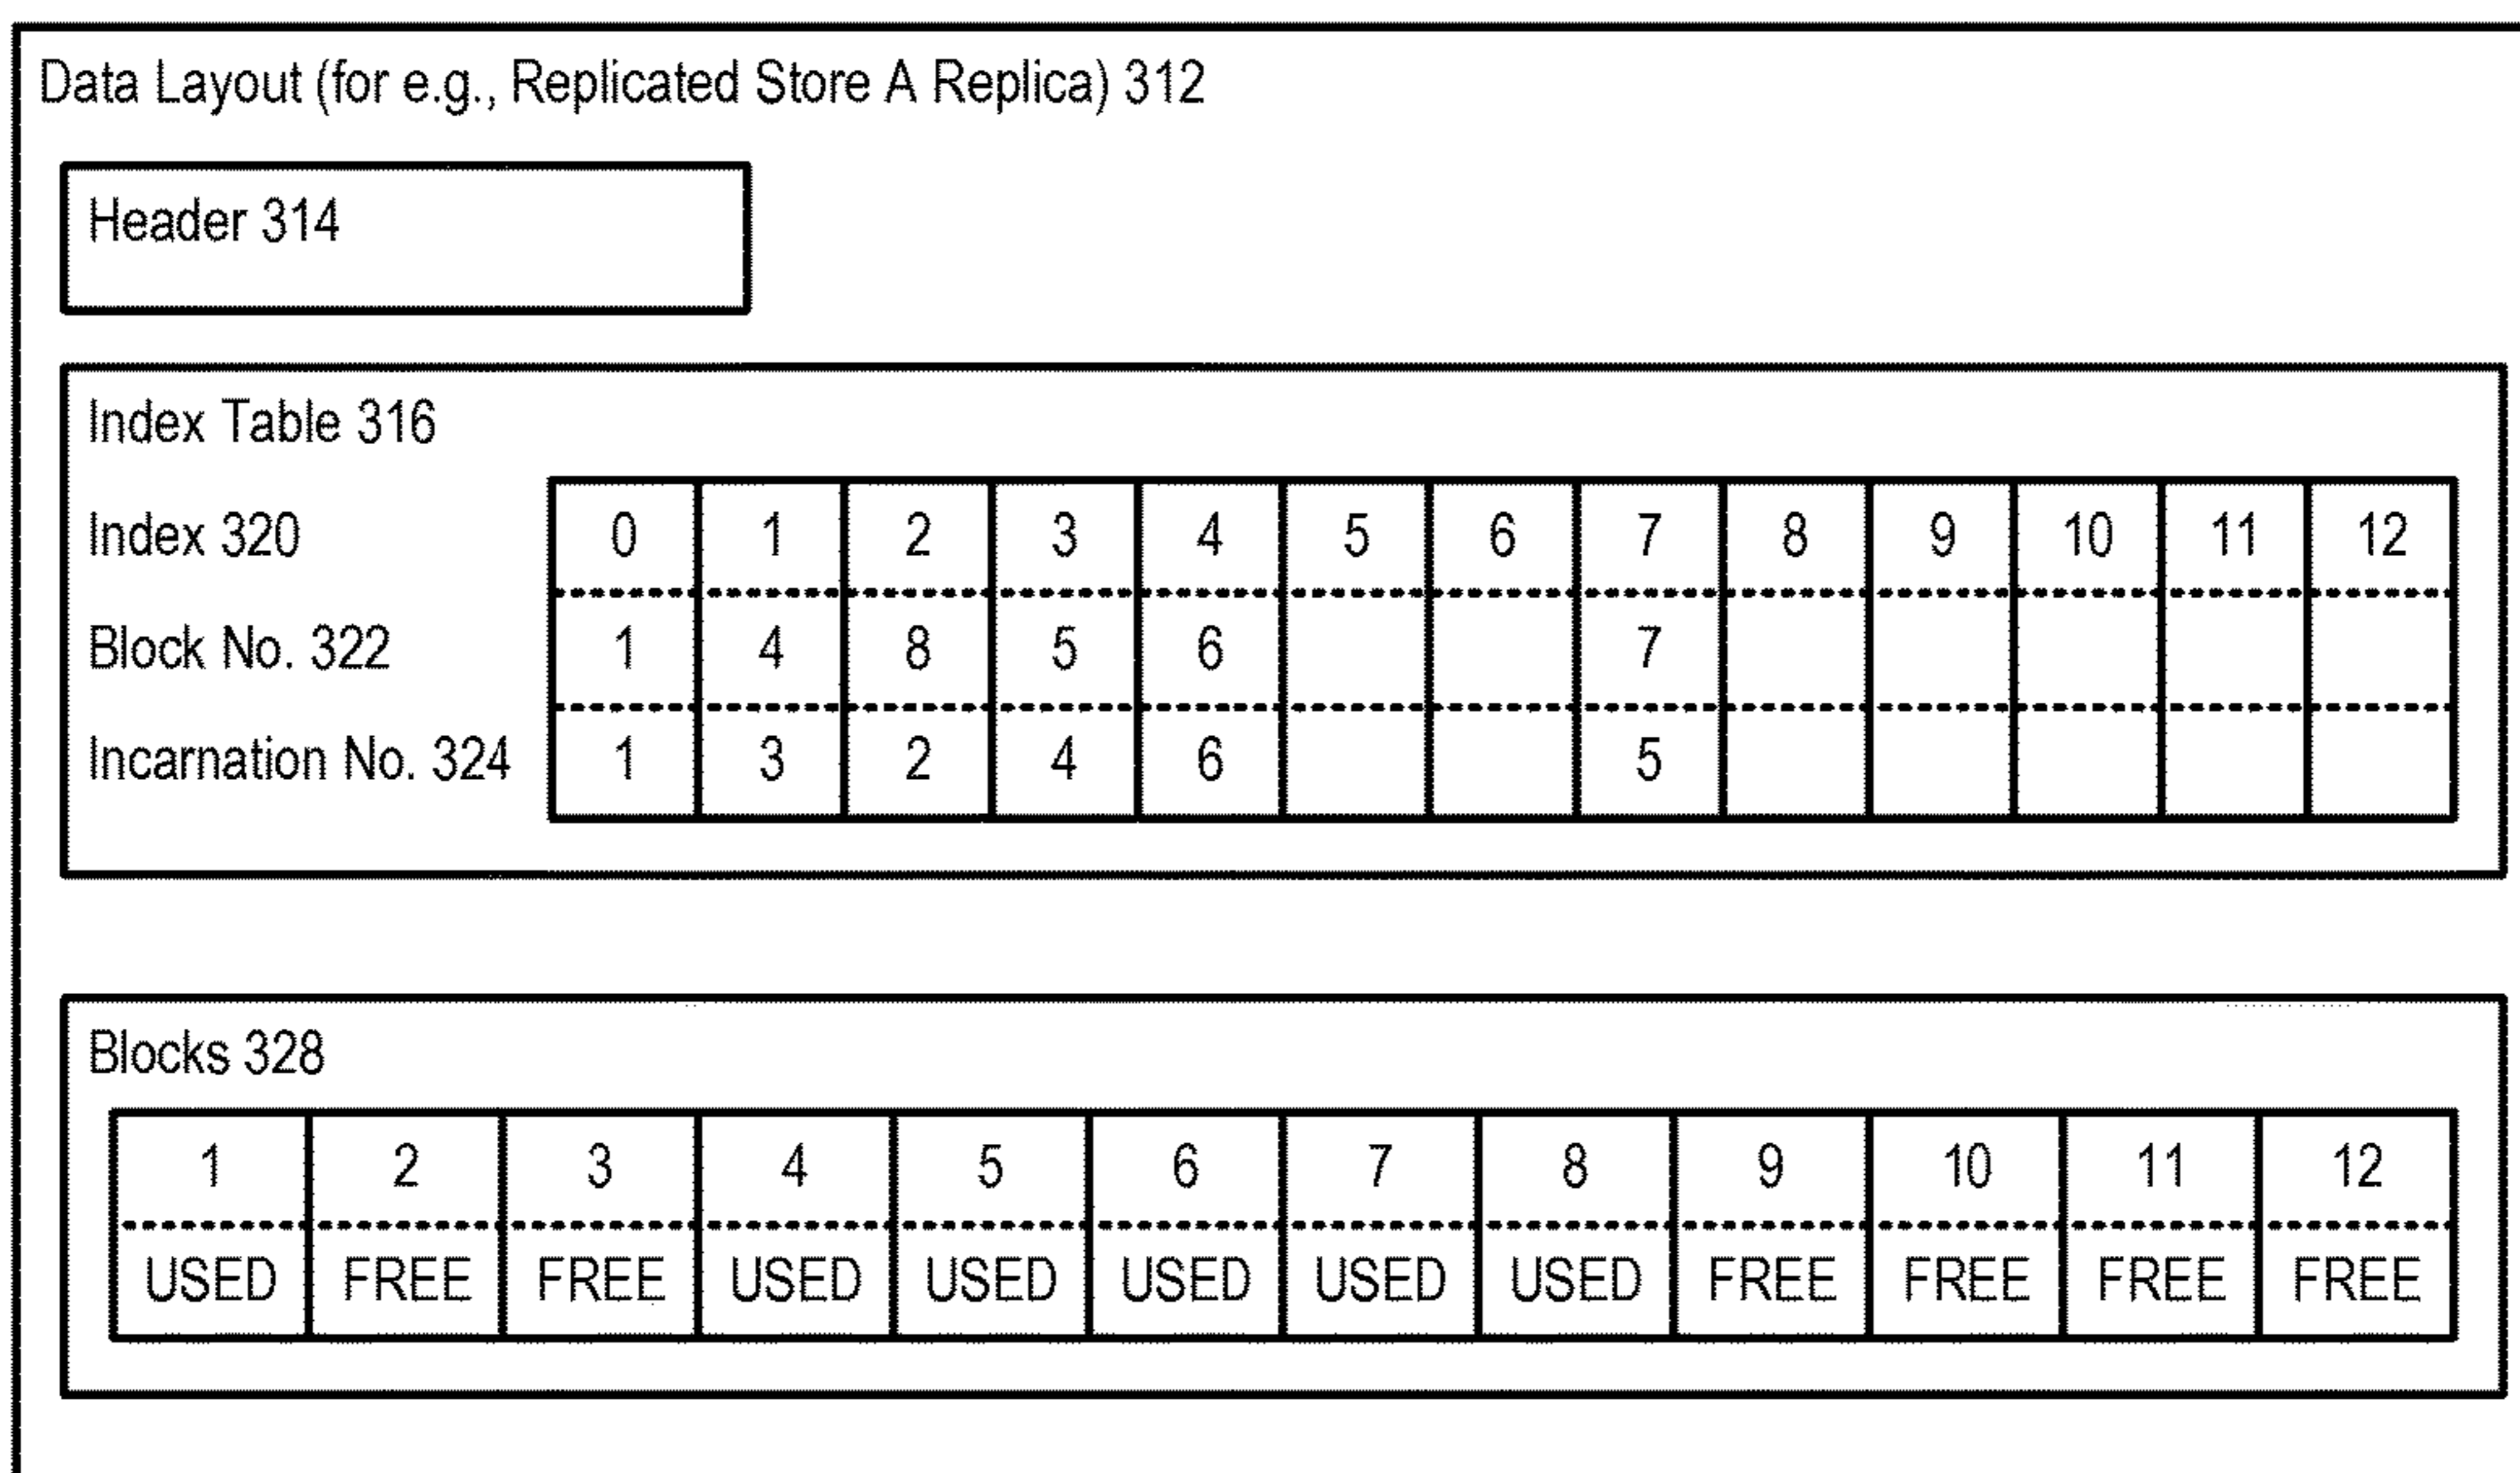 Data Layout (for e.g., Replicated Store A Replica) 312
Header 314
Index Table 316
Index 320 0 1 2 3 4 5 6 7 8 9 10 11 12
Block No. 322 1 4 8 5 6 7
Incarnation No. 324 1 3 2 4 6 5
Blocks 328
1 2 3 4 5 6 7 8 9 10 11 12
USED FREE FREE USED USED USED USED USED FREE FREE FREE FREE